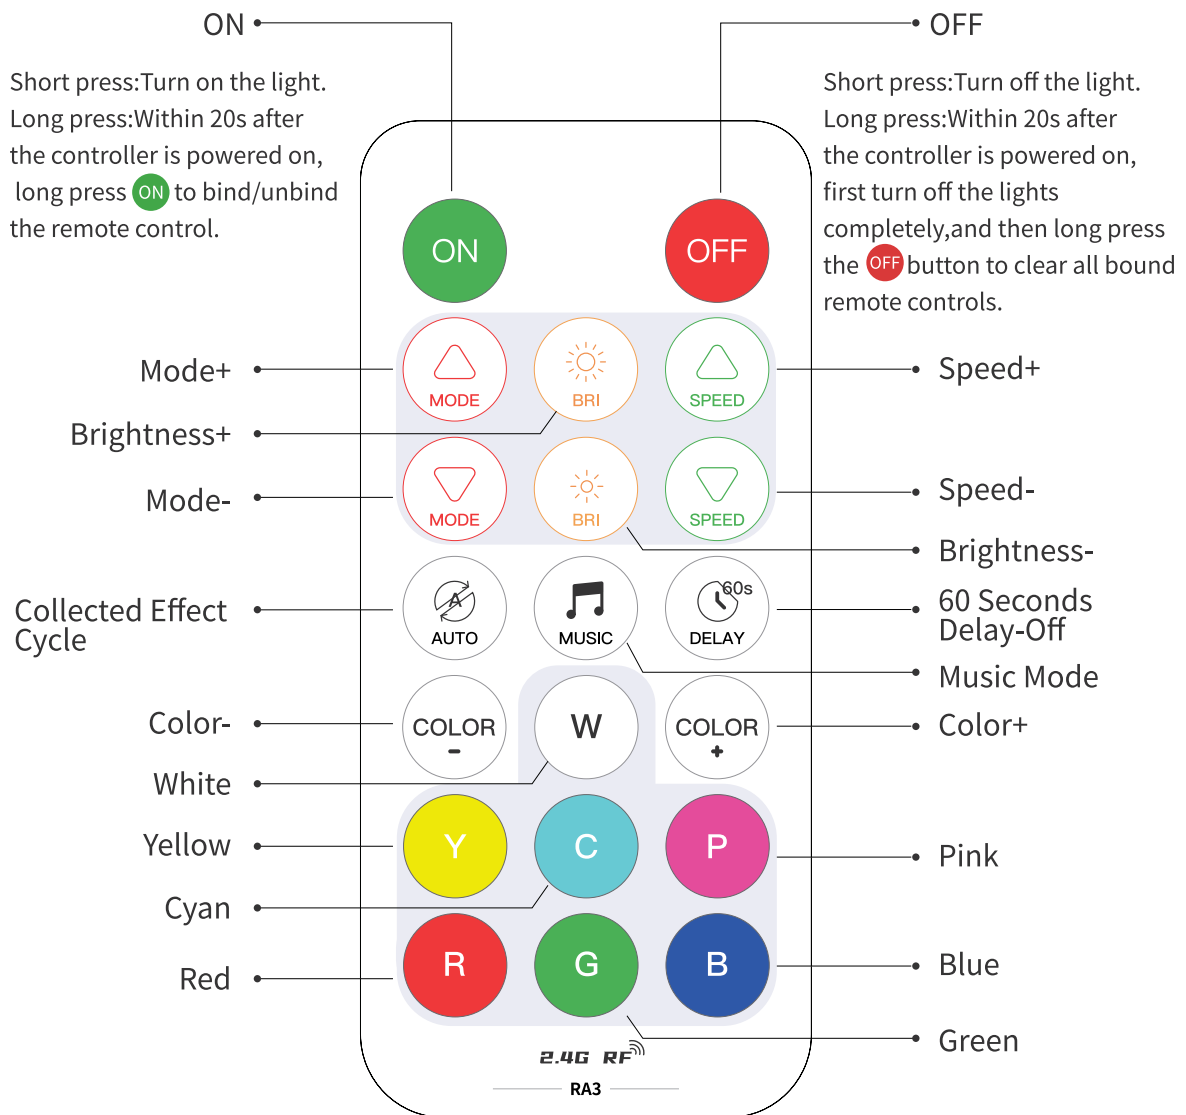 ON
OFF
Short press:Turn on the light.
Long press:Within 20s after
the controller is powered on,
long press ON to bind/unbind
the remote control.
Short press:Turn off the light.
Long press:Within 20s after
the controller is powered on,
first turn off the lights
completely,and then long press
the OFF button to clear all bound
remote controls.
ON
OFF
Mode+
MODE
BRI
SPEED
Speed+
Brightness+
Mode-
MODE
BRI
SPEED
Speed-
Brightness-
Collected Effect
Cycle
A
AUTO
MUSIC
60s
DELAY
60 Seconds
Delay-Off
Music Mode
Color-
COLOR
-
W
COLOR
+
Color+
White
Yellow
Y
C
P
Pink
Cyan
Red
R
G
B
Blue
Green
2.4G RF
RA3